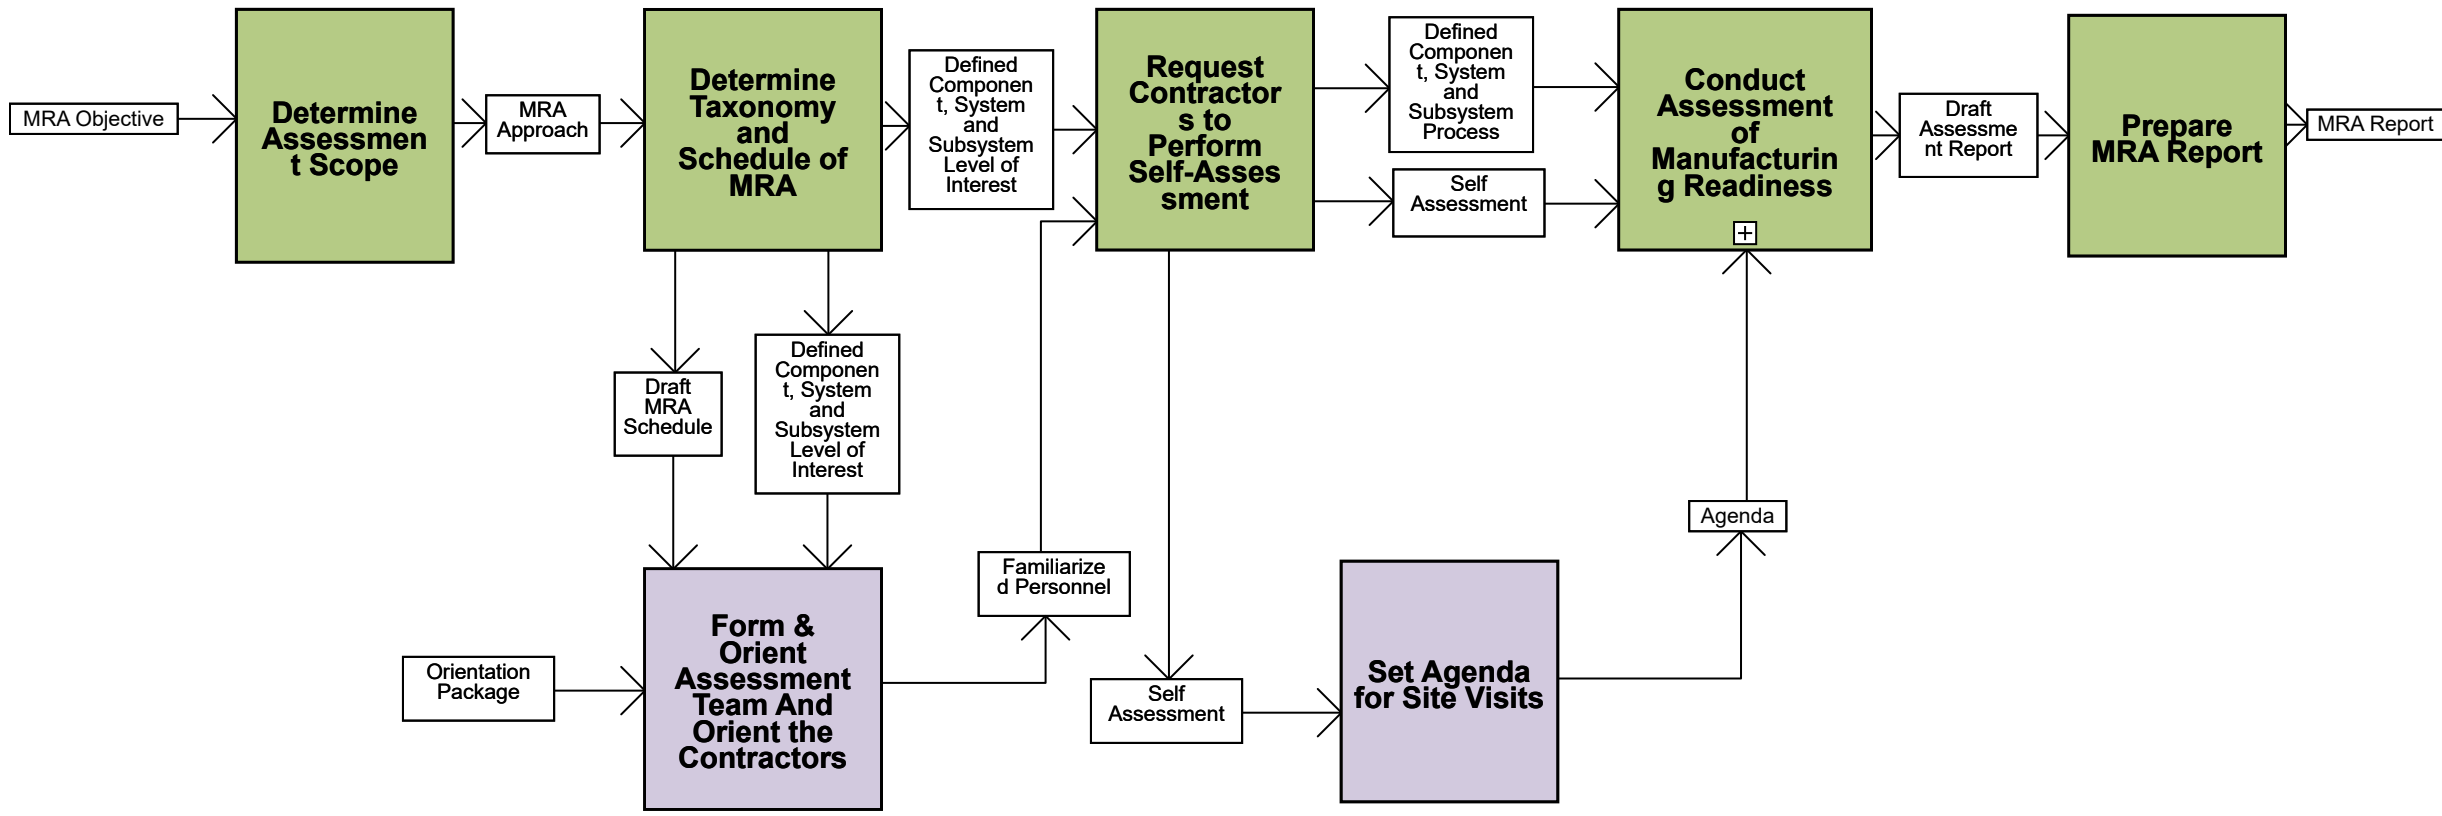 MRA Objective
Determine
Assessmen
t Scope
MRA
Approach
Determine
Taxonomy
and
Schedule of
MRA
Defined
Componen
t, System
and
Subsystem
Level of
Interest
Request
Contractor
s to
Perform
Self-Asses
sment
Defined
Componen
t, System
and
Subsystem
Process
Self
Assessment
Conduct
Assessment
of
Manufacturin
g Readiness
Draft
Assessme
nt Report
Prepare
MRA Report
MRA Report
Draft
MRA
Schedule
Defined
Componen
t, System
and
Subsystem
Level of
Interest
Orientation
Package
Form &
Orient
Assessment
Team And
Orient the
Contractors
Familiarize
d Personnel
Self
Assessment
Set Agenda
for Site Visits
Agenda